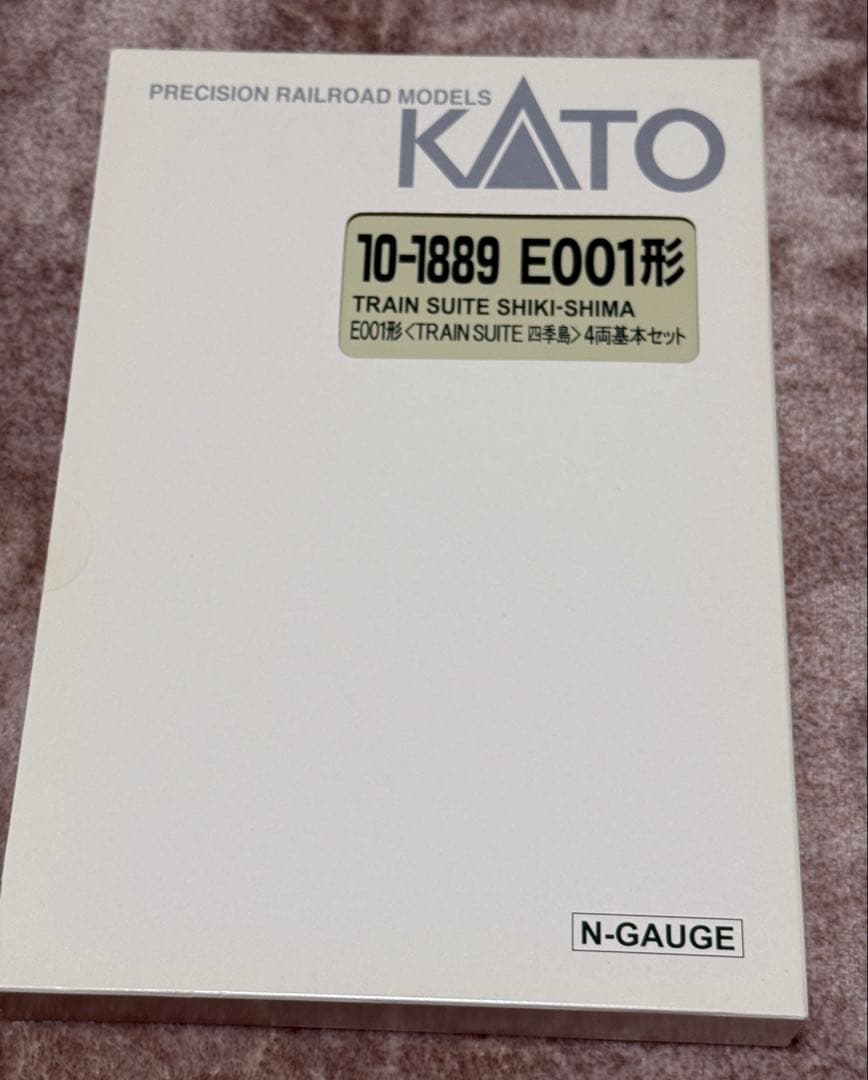 PRECISION RAILROAD MODELS
KATO
10-1889 E001形
TRAIN SUITE SHIKI-SHIMA
E001形<TRAIN SUITE 四季島>4両基本セット
N-GAUGE